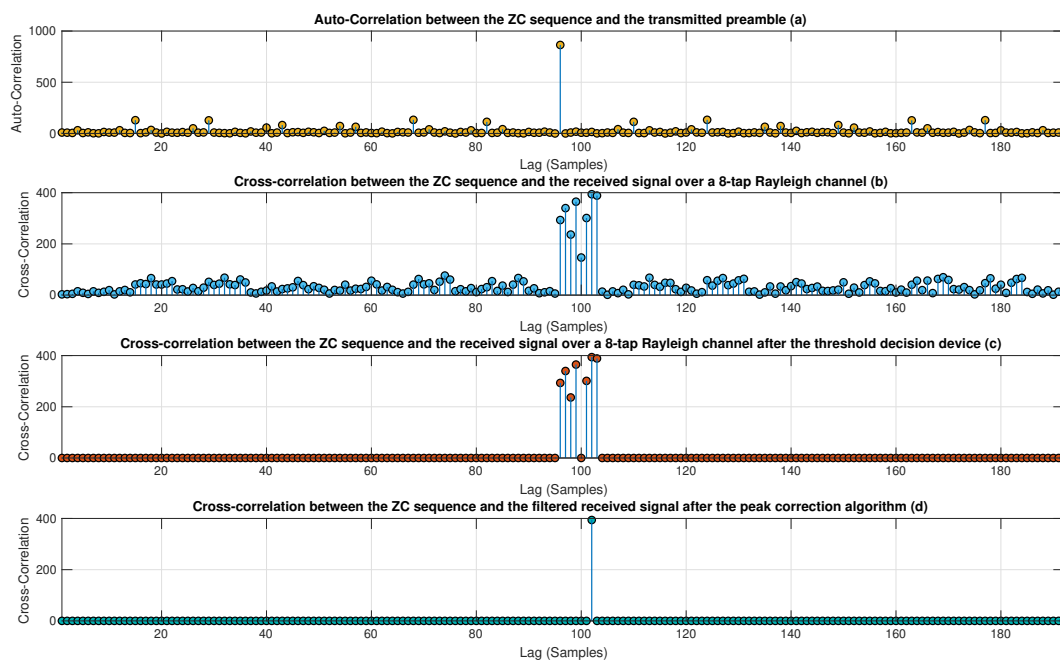 Auto-Correlation between the ZC sequence and the transmitted preamble (a)
Auto-Correlation
1000
500
0
20 40 60 80 100 120 140 160 180
Lag (Samples)
Cross-correlation between the ZC sequence and the received signal over a 8-tap Rayleigh channel (b)
Cross-Correlation
400
200
0
20 40 60 80 100 120 140 160 180
Lag (Samples)
Cross-correlation between the ZC sequence and the received signal over a 8-tap Rayleigh channel after the threshold decision device (c)
Cross-Correlation
400
200
0
20 40 60 80 100 120 140 160 180
Lag (Samples)
Cross-correlation between the ZC sequence and the filtered received signal after the peak correction algorithm (d)
Cross-Correlation
400
200
0
20 40 60 80 100 120 140 160 180
Lag (Samples)